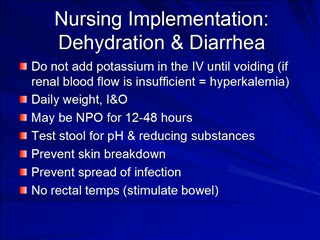 Nursing Implementation:
Dehydration & Diarrhea
Do not add potassium in the IV until voiding (if
renal blood flow is insufficient = hyperkalemia)
Daily weight, I&O
May be NPO for 12-48 hours
Test stool for pH & reducing substances
Prevent skin breakdown
Prevent spread of infection
No rectal temps (stimulate bowel)